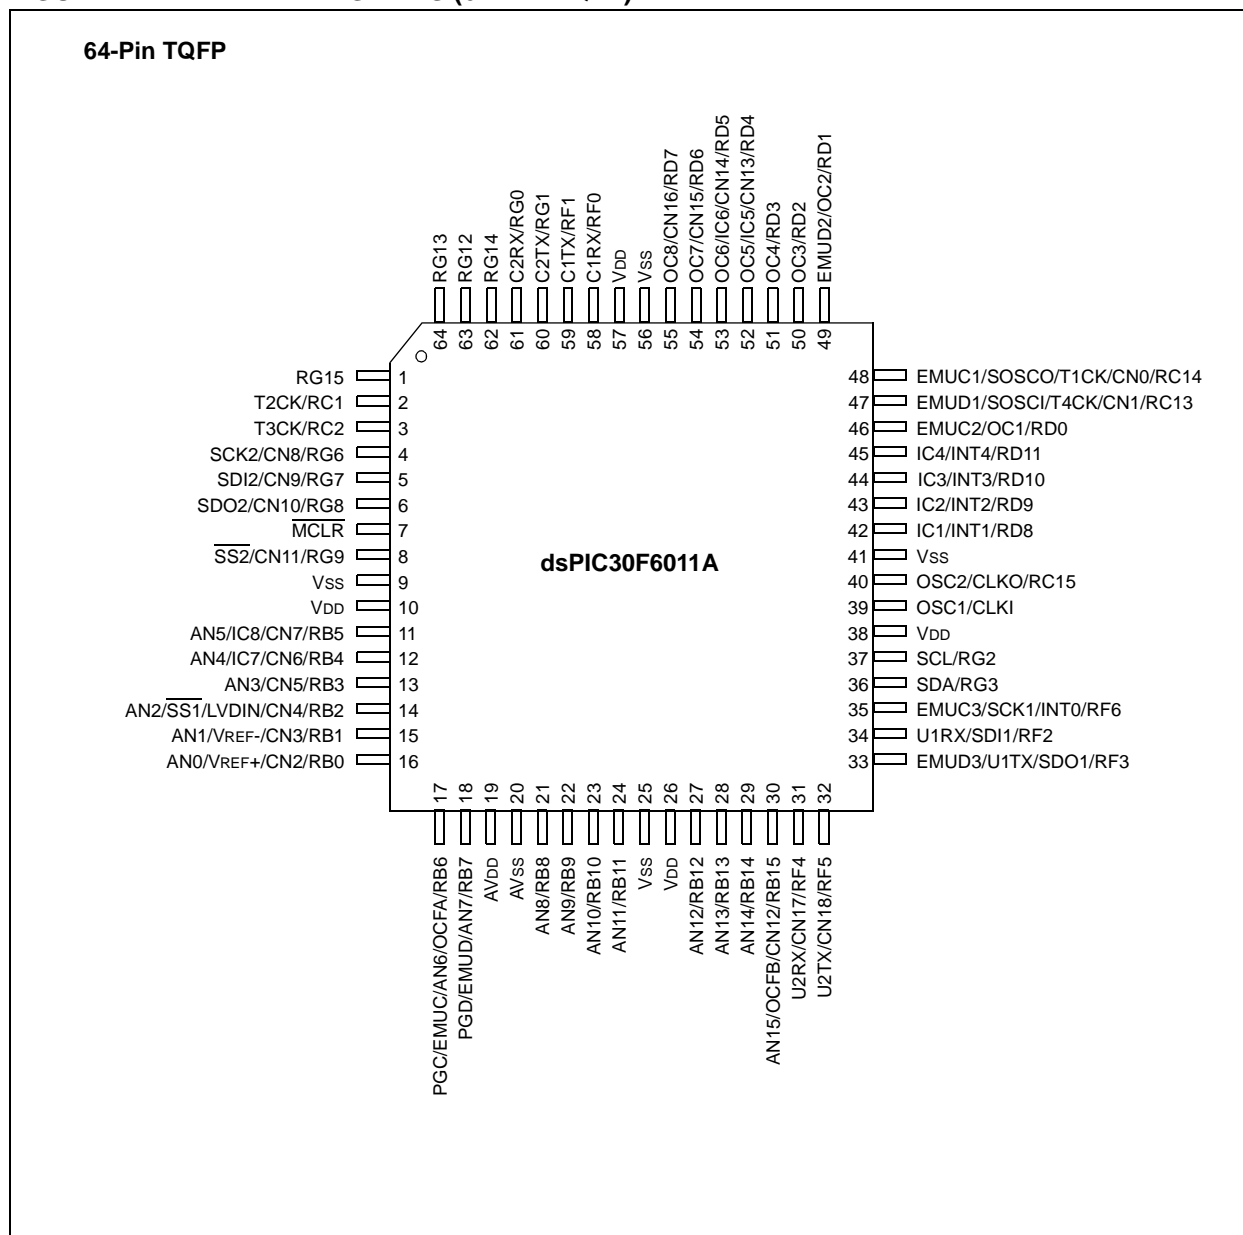 64-Pin TQFP
RG13
RG12
RG14
C2RX/RG0
C2TX/RG1
C1TX/RF1
C1RX/RF0
VDD
VSS
OC8/CN16/RD7
OC7/CN15/RD6
OC6/IC6/CN14/RD5
OC5/IC5/CN13/RD4
OC4/RD3
OC3/RD2
EMUD2/OC2/RD1
64 63 62 61 60 59 58 57 56 55 54 53 52 51 50 49
RG15 1
T2CK/RC1 2
T3CK/RC2 3
SCK2/CN8/RG6 4
SDI2/CN9/RG7 5
SDO2/CN10/RG8 6
MCLR 7
SS2/CN11/RG9 8
VSS 9
VDD 10
AN5/IC8/CN7/RB5 11
AN4/IC7/CN6/RB4 12
AN3/CN5/RB3 13
AN2/SS1/LVDIN/CN4/RB2 14
AN1/VREF-/CN3/RB1 15
AN0/VREF+/CN2/RB0 16
dsPIC30F6011A
48 EMUC1/SOSCO/T1CK/CN0/RC14
47 EMUD1/SOSCI/T4CK/CN1/RC13
46 EMUC2/OC1/RD0
45 IC4/INT4/RD11
44 IC3/INT3/RD10
43 IC2/INT2/RD9
42 IC1/INT1/RD8
41 VSS
40 OSC2/CLKO/RC15
39 OSC1/CLKI
38 VDD
37 SCL/RG2
36 SDA/RG3
35 EMUC3/SCK1/INT0/RF6
34 U1RX/SDI1/RF2
33 EMUD3/U1TX/SDO1/RF3
17 18 19 20 21 22 23 24 25 26 27 28 29 30 31 32
PGC/EMUC/AN6/OCFA/RB6
PGD/EMUD/AN7/RB7
AVDD
AVSS
AN8/RB8
AN9/RB9
AN10/RB10
AN11/RB11
VSS
VDD
AN12/RB12
AN13/RB13
AN14/RB14
AN15/OCFB/CN12/RB15
U2RX/CN17/RF4
U2TX/CN18/RF5